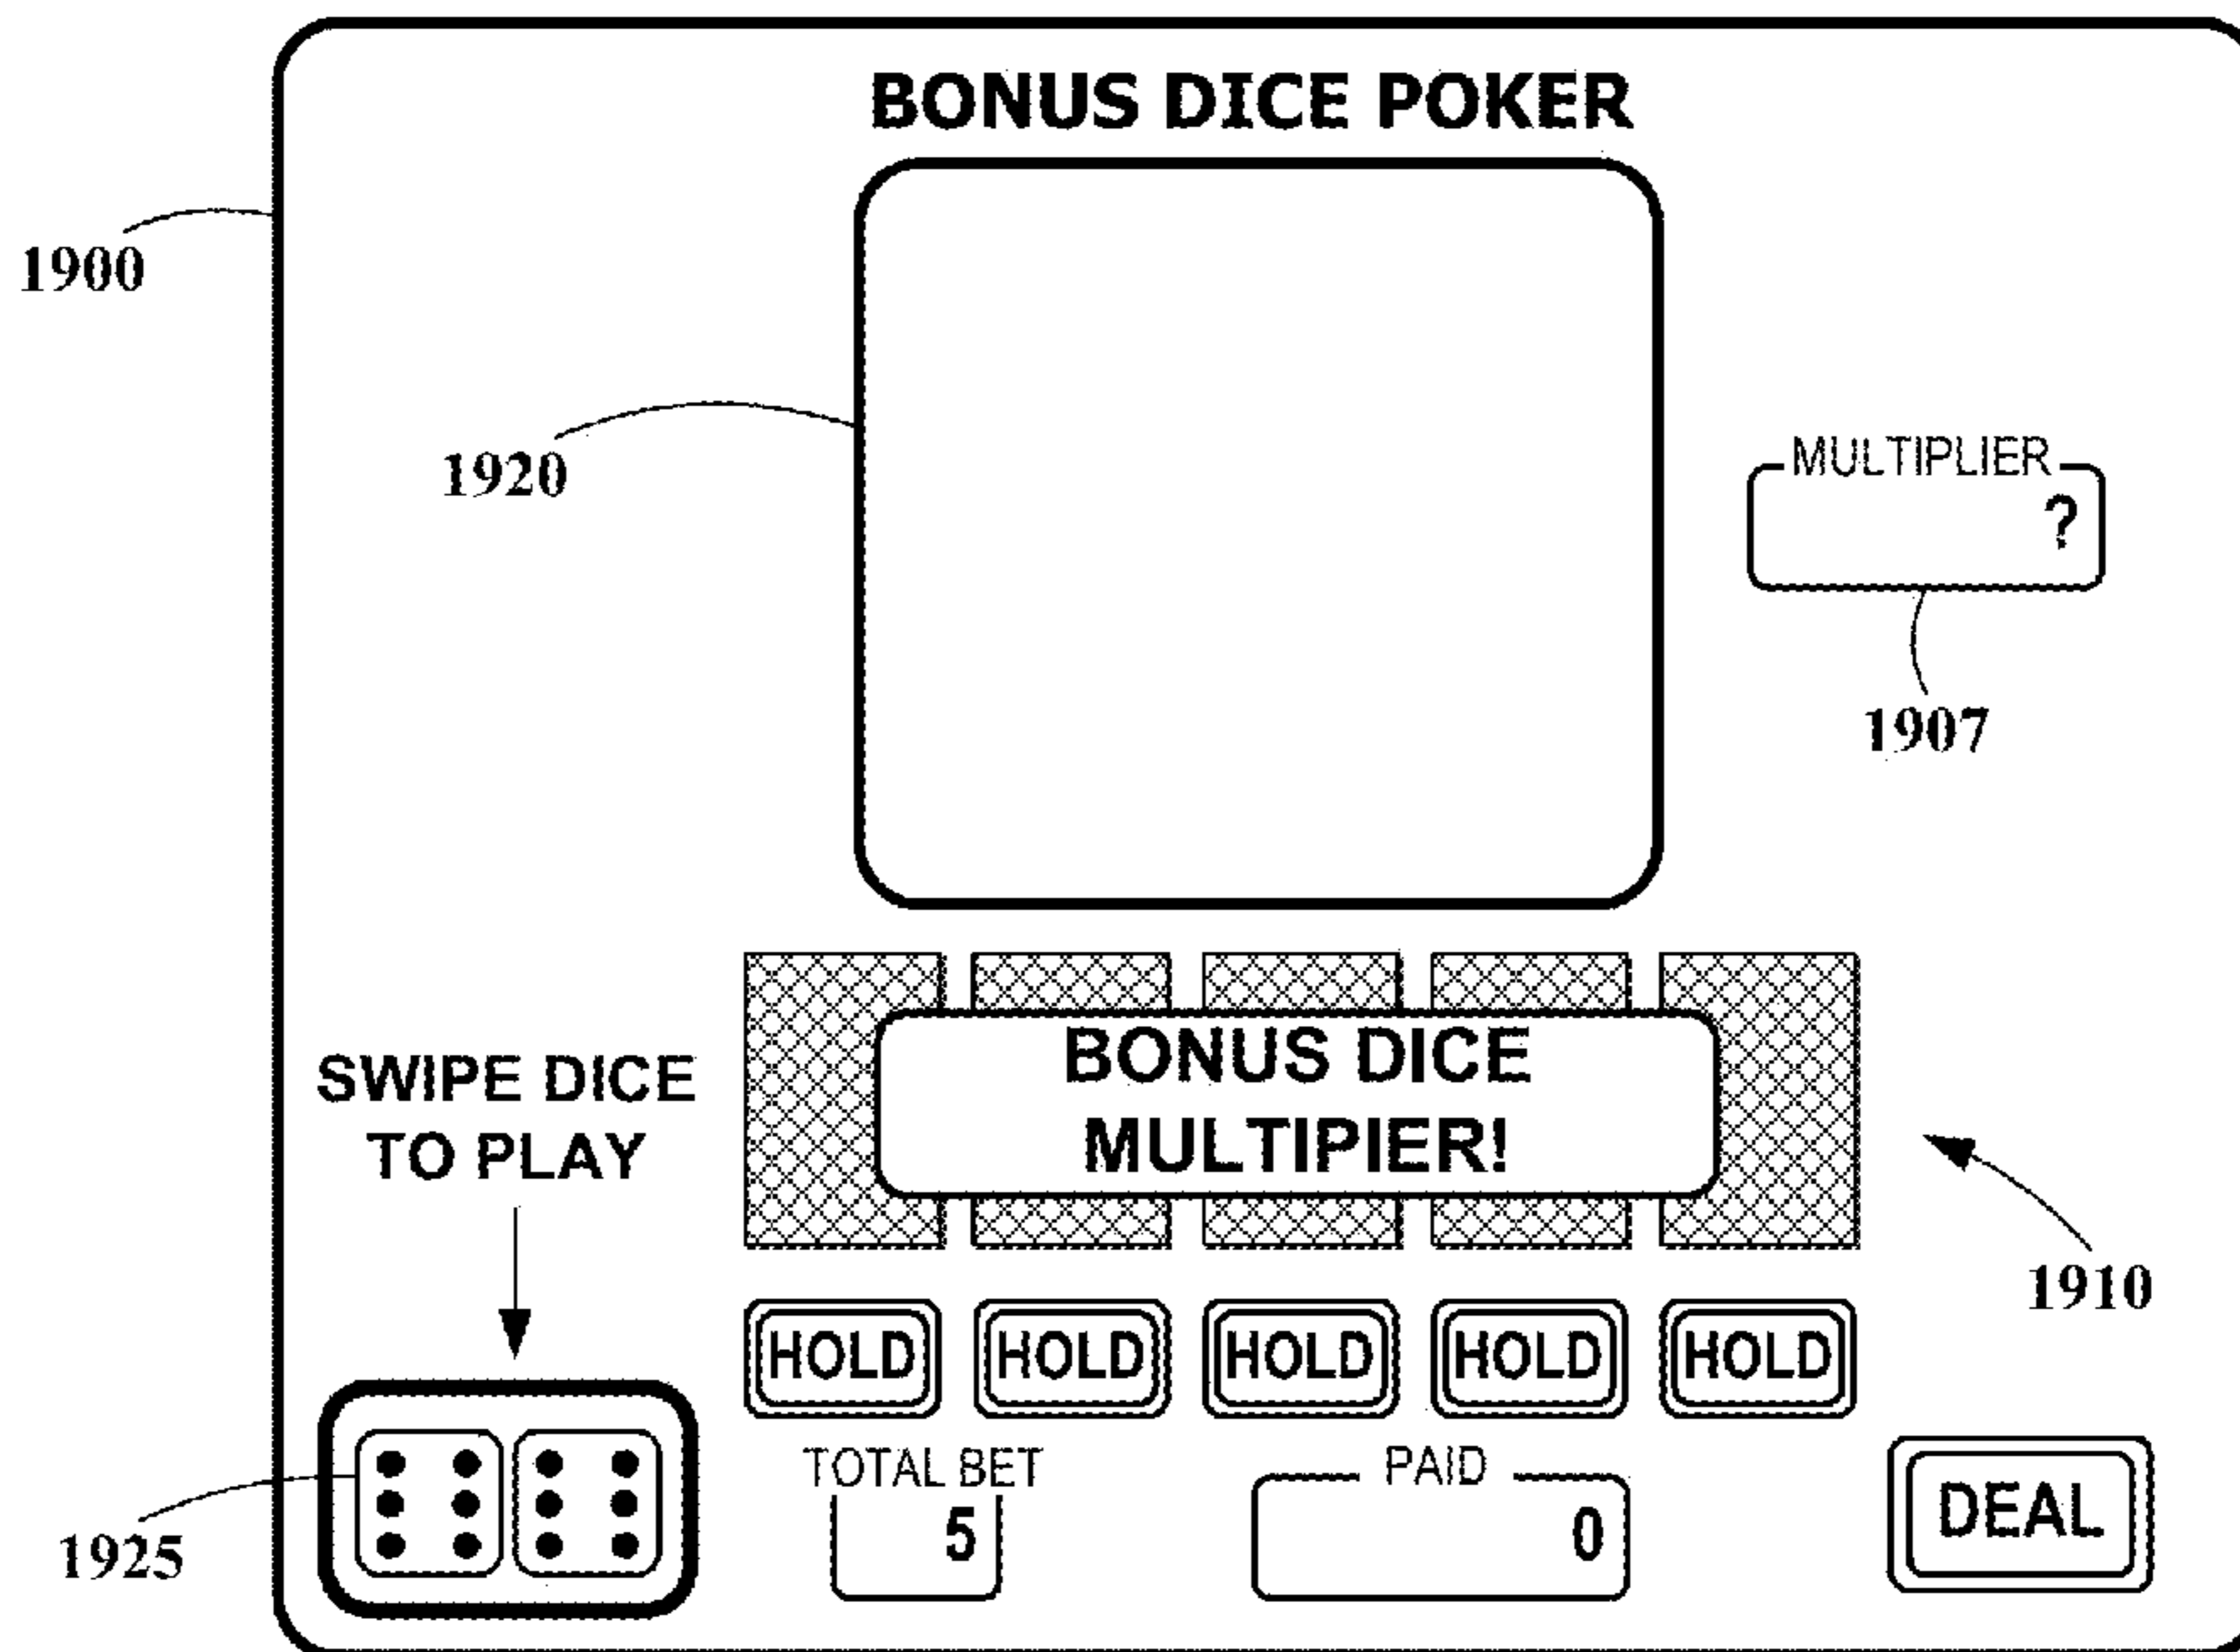 BONUS DICE POKER
1900
1920
MULTIPLIER
?
1907
BONUS DICE
MULTIPIER!
SWIPE DICE
TO PLAY
1910
HOLD HOLD HOLD HOLD HOLD
TOTAL BET
5
PAID
0
DEAL
1925